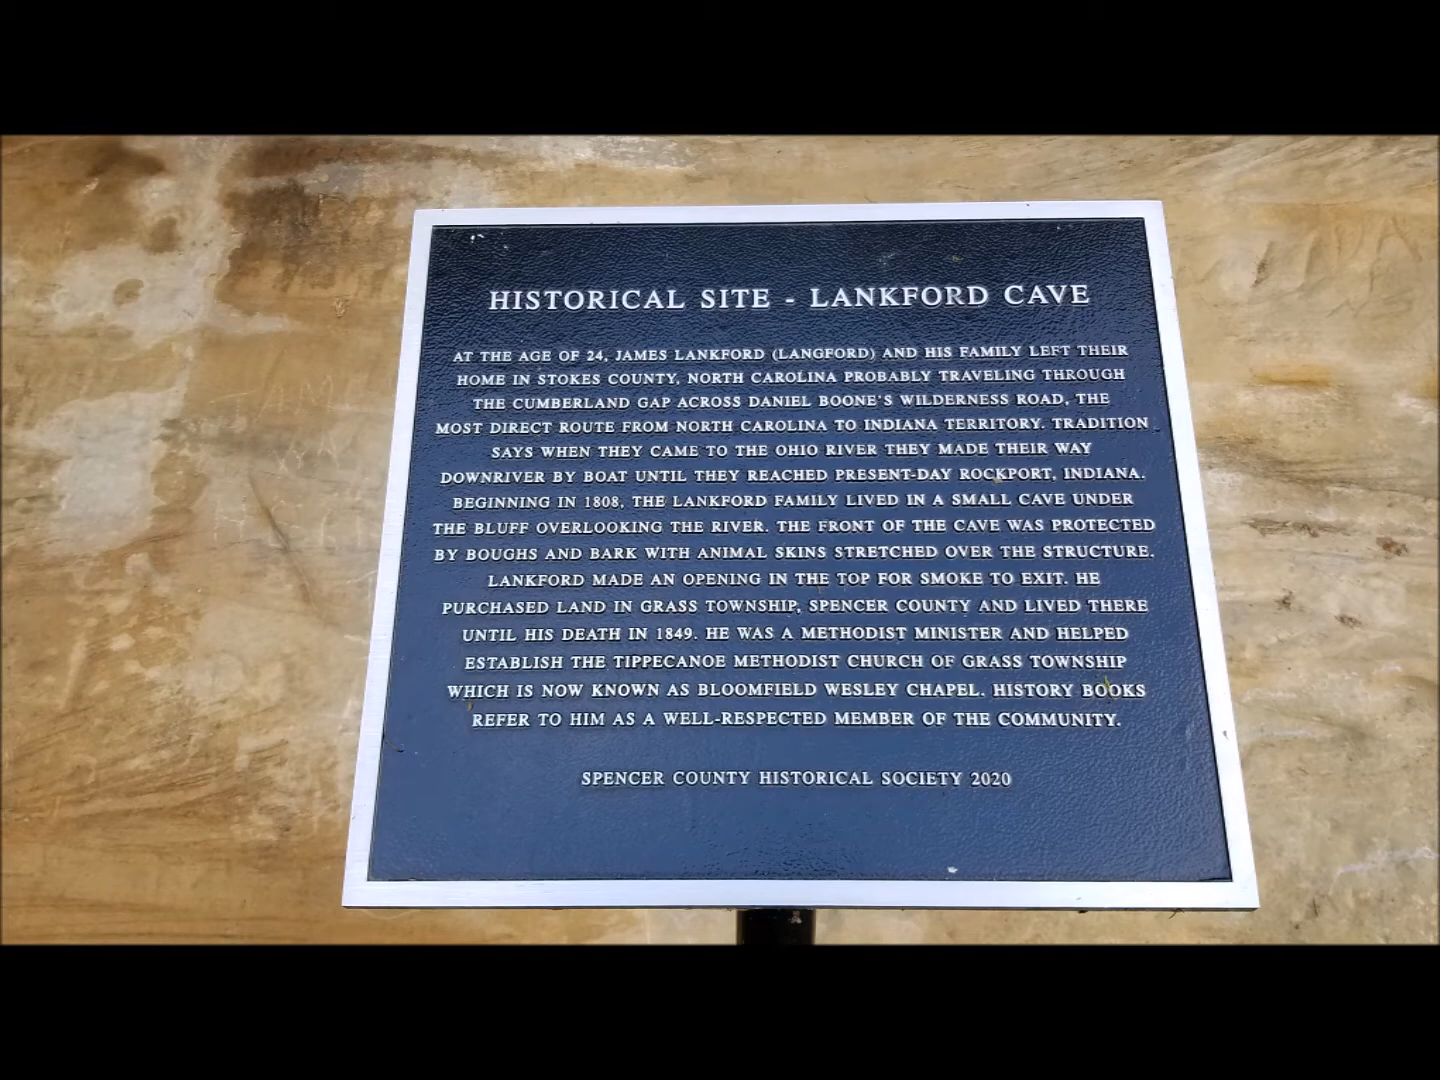 HISTORICAL SITE - LANKFORD CAVE
AT THE AGE OF 24, JAMES LANKFORD (LANGFORD) AND HIS FAMILY LEFT THEIR
HOME IN STOKES COUNTY, NORTH CAROLINA PROBABLY TRAVELING THROUGH
THE CUMBERLAND GAP ACROSS DANIEL BOONE'S WILDERNESS ROAD, THE
MOST DIRECT ROUTE FROM NORTH CAROLINA TO INDIANA TERRITORY. TRADITION
SAYS WHEN THEY CAME TO THE OHIO RIVER THEY MADE THEIR WAY
DOWNRIVER BY BOAT UNTIL THEY REACHED PRESENT-DAY ROCKPORT, INDIANA.
BEGINNING IN 1808, THE LANKFORD FAMILY LIVED IN A SMALL CAVE UNDER
THE BLUFF OVERLOOKING THE RIVER. THE FRONT OF THE CAVE WAS PROTECTED
BY BOUGHS AND BARK WITH ANIMAL SKINS STRETCHED OVER THE STRUCTURE.
LANKFORD MADE AN OPENING IN THE TOP FOR SMOKE TO EXIT. HE
PURCHASED LAND IN GRASS TOWNSHIP, SPENCER COUNTY AND LIVED THERE
UNTIL HIS DEATH IN 1849. HE WAS A METHODIST MINISTER AND HELPED
ESTABLISH THE TIPPECANOE METHODIST CHURCH OF GRASS TOWNSHIP
WHICH IS NOW KNOWN AS BLOOMFIELD WESLEY CHAPEL. HISTORY BOOKS
REFER TO HIM AS A WELL-RESPECTED MEMBER OF THE COMMUNITY.
SPENCER COUNTY HISTORICAL SOCIETY 2020